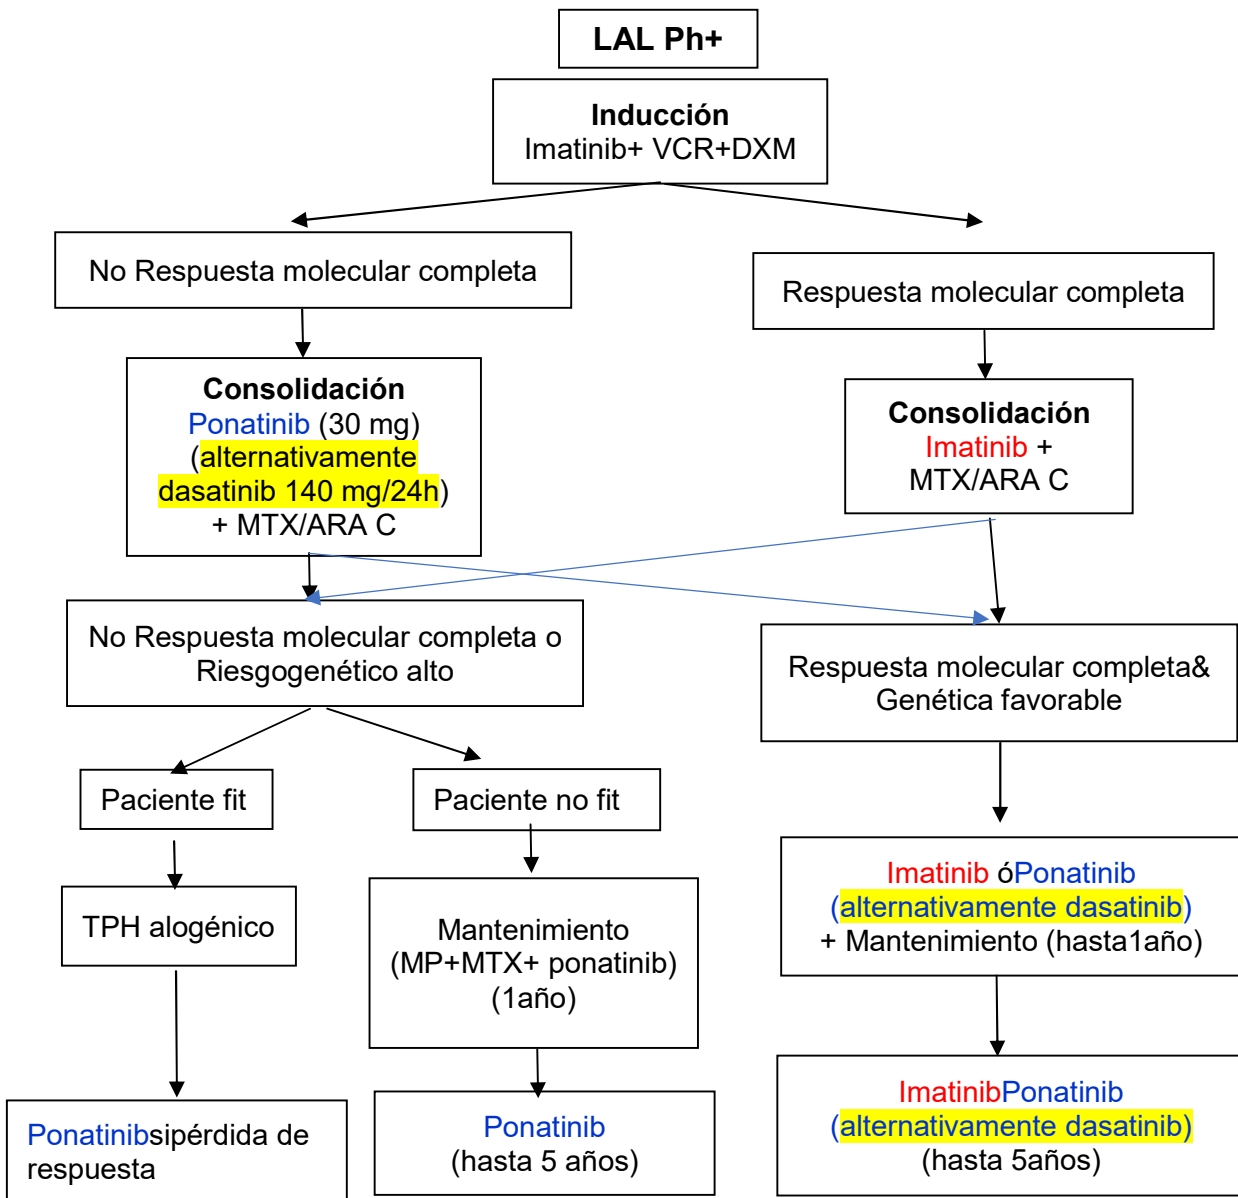 LAL Ph+
Inducción
Imatinib+ VCR+DXM
No Respuesta molecular completa
Respuesta molecular completa
Consolidación
Ponatinib (30 mg)
(alternativamente
dasatinib 140 mg/24h)
+ MTX/ARA C
Consolidación
Imatinib +
MTX/ARA C
No Respuesta molecular completa o
Riesgogenético alto
Respuesta molecular completa&
Genética favorable
Paciente fit
Paciente no fit
TPH alogénico
Mantenimiento
(MP+MTX+ ponatinib)
(1año)
Imatinib óPonatinib
(alternativamente dasatinib)
+ Mantenimiento (hasta1año)
Ponatinibsipérdida de
respuesta
Ponatinib
(hasta 5 años)
ImatinibPonatinib
(alternativamente dasatinib)
(hasta 5años)